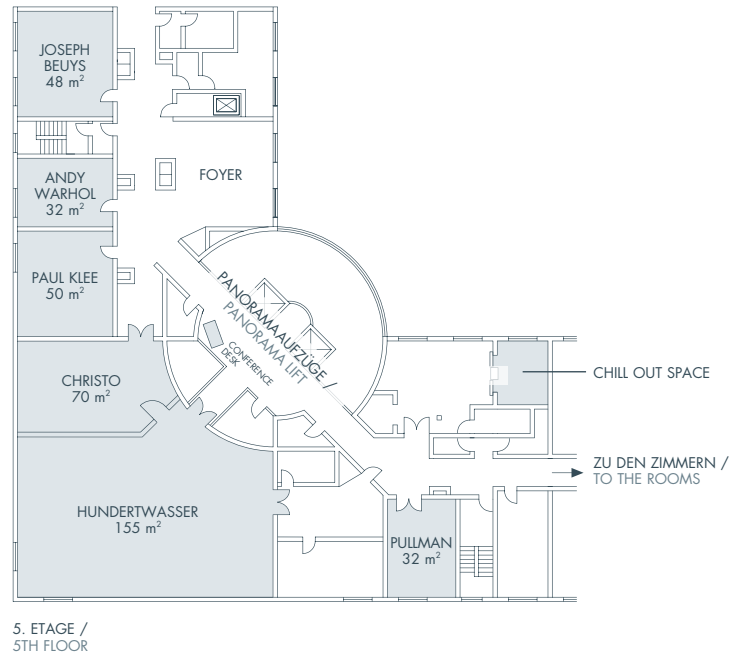 JOSEPH
BEUYS
48 m²
ANDY
WARHOL
32 m²
FOYER
PAUL KLEE
50 m²
PANORAMAAUFZÜGE /
PANORAMA LIFT
CONFERENCE
DESK
CHRISTO
70 m²
CHILL OUT SPACE
ZU DEN ZIMMERN /
TO THE ROOMS
HUNDERTWASSER
155 m²
PULLMAN
32 m²
5. ETAGE /
5TH FLOOR